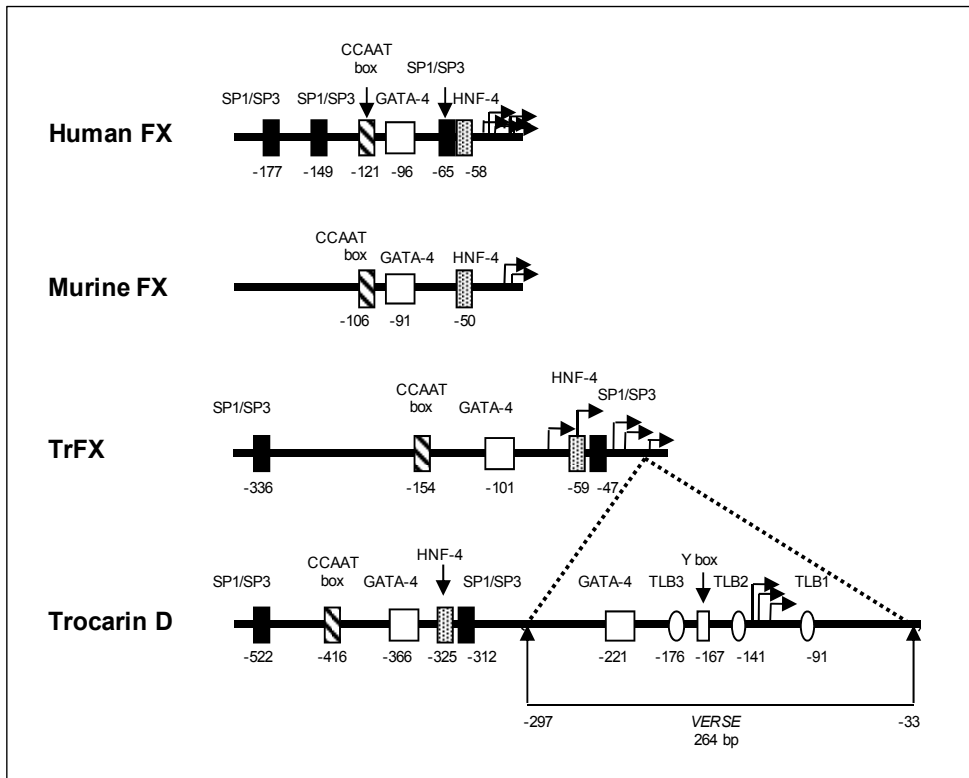 CCAAT
box
SP1/SP3
SP1/SP3 SP1/SP3 GATA-4 HNF-4
Human FX
-177 -149 -121 -96 -65 -58
CCAAT
box
GATA-4 HNF-4
Murine FX
-106 -91 -50
HNF-4
SP1/SP3 CCAAT
box
GATA-4 SP1/SP3
TrFX
-336 -154 -101 -59 -47
HNF-4
SP1/SP3 CCAAT
box
GATA-4 SP1/SP3 GATA-4 TLB3 Y box TLB2 TLB1
Trocarin D
-522 -416 -366 -325 -312 -221 -176 -167 -141 -91
-297 VERSE -33
264 bp